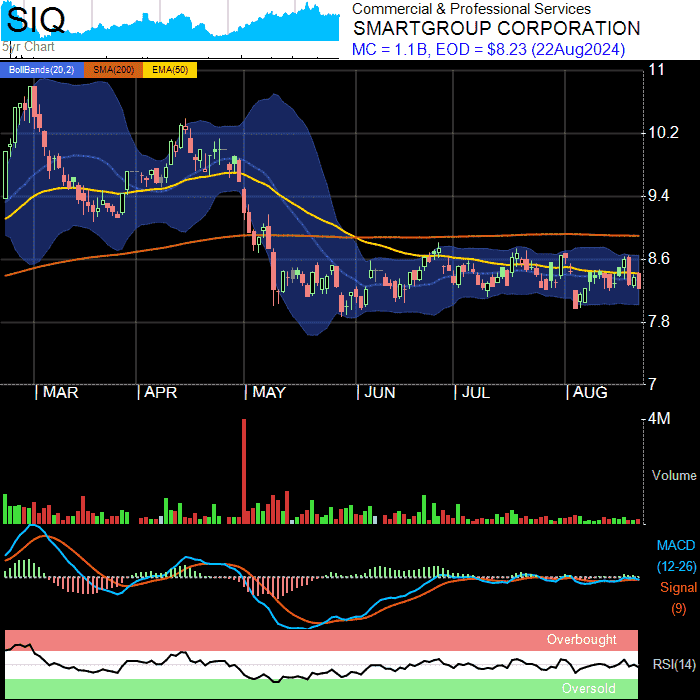 SIQ
5yr Chart
Commercial & Professional Services
SMARTGROUP CORPORATION
MC = 1.1B, EOD = $8.23 (22Aug2024)
BollBands(20,2) SMA(200) EMA(50)
11
10.2
9.4
8.6
7.8
7
| MAR | APR | MAY | JUN | JUL | AUG
4M
Volume
MACD
(12-26)
Signal
(9)
Overbought
RSI(14)
Oversold